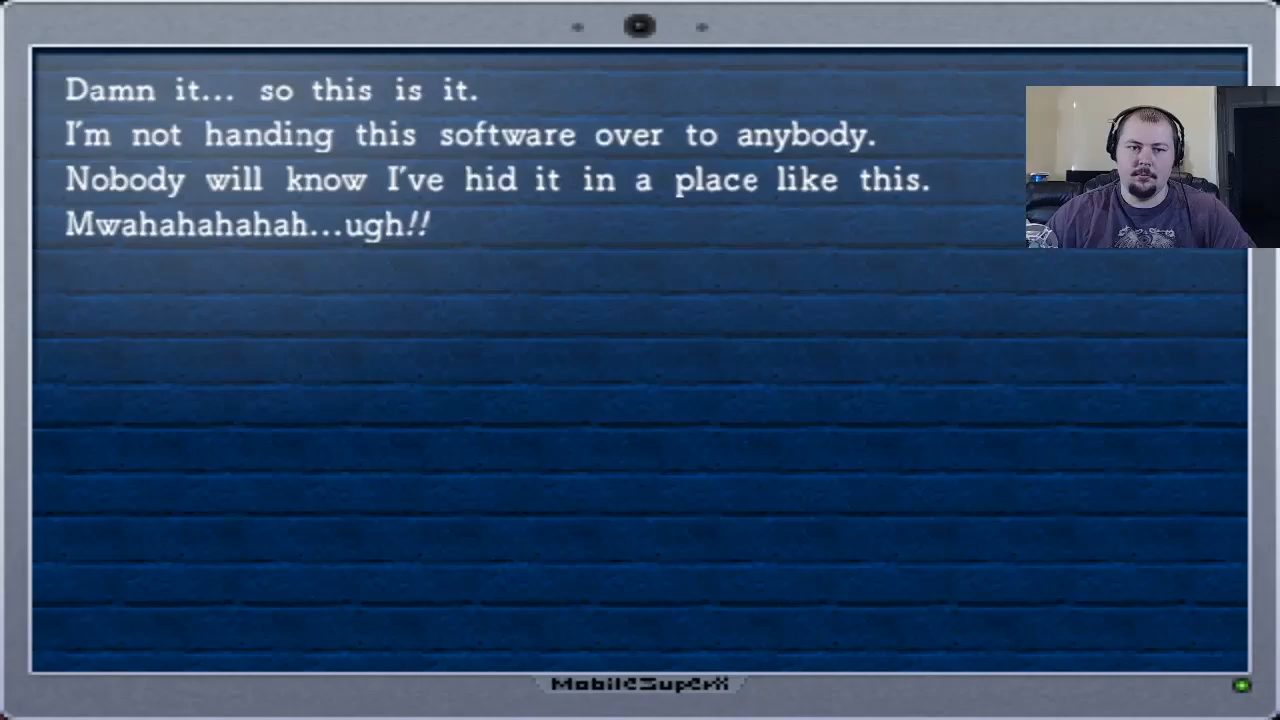 Damn it... so this is it.
I'm not handing this software over to anybody.
Nobody will know I've hid it in a place like this.
Mwahahahahah...ugh!!
MobileSuperX